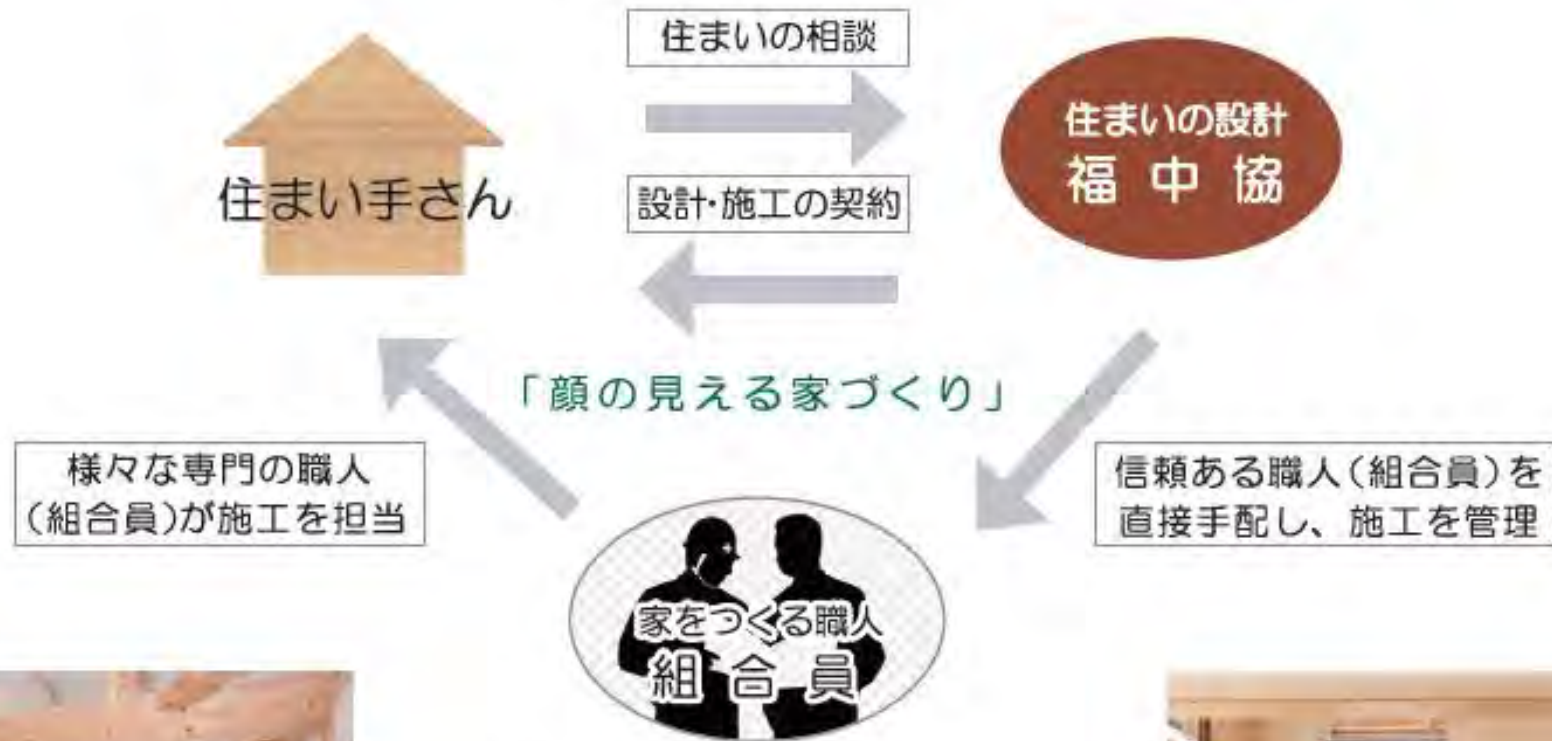 住まいの相談
住まいの設計
福中協
住まい手さん
設計・施工の契約
「顔の見える家づくり」
様々な専門の職人
(組合員)が施工を担当
信頼ある職人(組合員)を
直接手配し、施工を管理
家をつくる職人
組合員